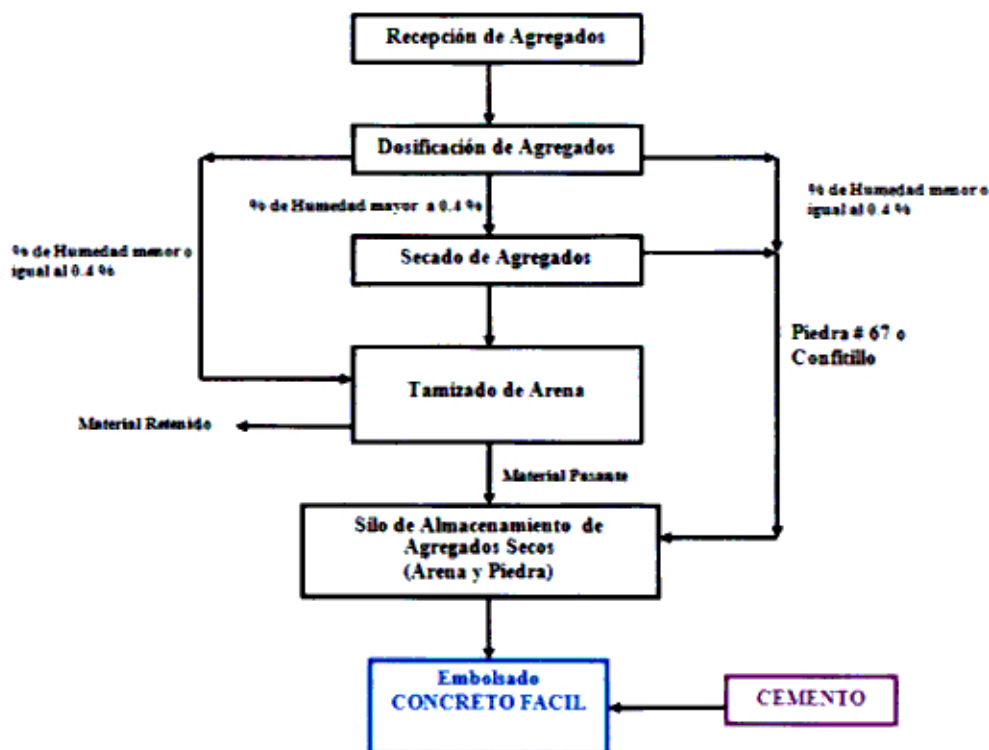 Recepción de Agregados
Dosificación de Agregados
% de Humedad mayor a 0.4 %
% de Humedad menor o
igual al 0.4 %
% de Humedad menor o
igual al 0.4 %
Secado de Agregados
Piedra # 67 o
Confitillo
Tamizado de Arena
Material Retenido
Material Pasante
Silo de Almacenamiento de
Agregados Secos
(Arena y Piedra)
Embolsado
CONCRETO FACIL
CEMENTO